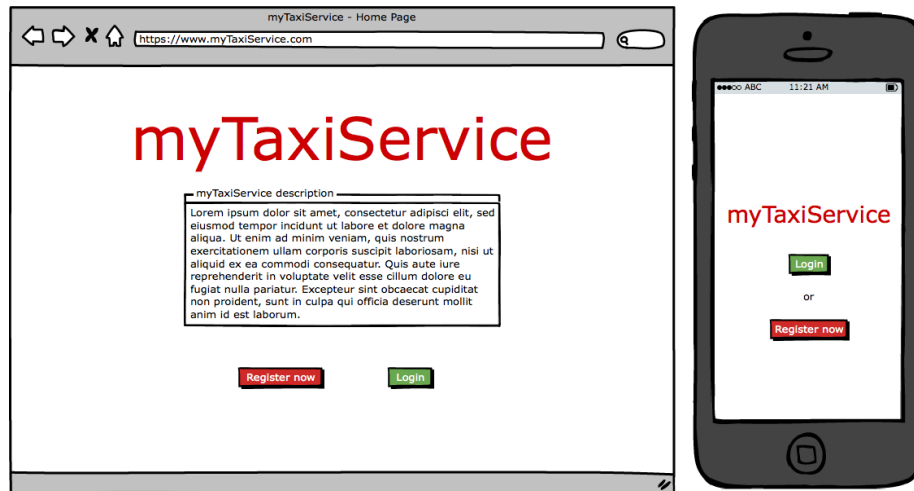 myTaxiService - Home Page
https://www.myTaxiService.com
myTaxiService
myTaxiService description
Lorem ipsum dolor sit amet, consectetur adipisci elit, sed
eiusmod tempor incidunt ut labore et dolore magna
aliqua. Ut enim ad minim veniam, quis nostrum
exercitationem ullam corporis suscipit laboriosam, nisi ut
aliquid ex ea commodi consequatur. Quis aute iure
reprehenderit in voluptate velit esse cillum dolore eu
fugiat nulla pariatur. Excepteur sint obcaecat cupiditat
non proident, sunt in culpa qui officia deserunt mollit
anim id est laborum.
Register now Login
ABC 11:21 AM
myTaxiService
Login
or
Register now